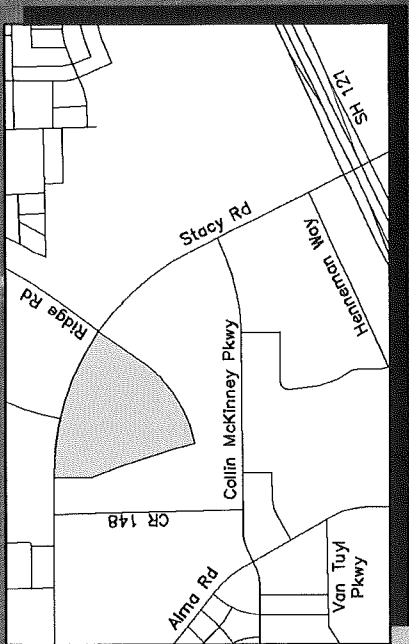 SH 121
Stacy Rd
Henneman Way
Ridge Rd
Collin McKinney Pkwy
CR 148
Alma Rd
Van Tuyl
Pkwy